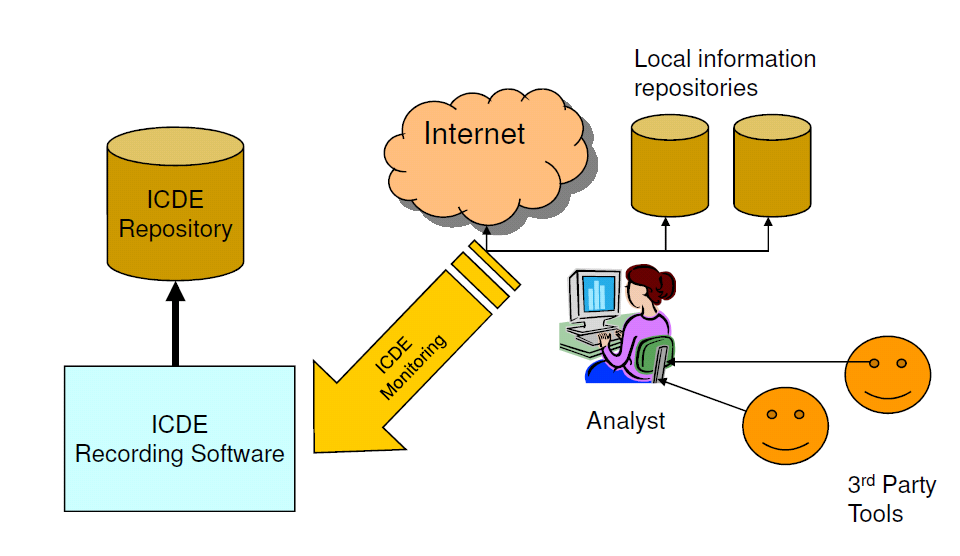 Local information
repositories
Internet
ICDE
Repository
ICDE
Monitoring
ICDE
Recording Software
Analyst
3rd Party
Tools